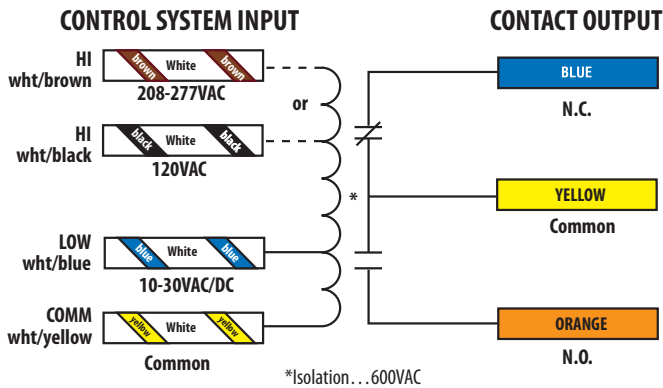 CONTROL SYSTEM INPUT
CONTACT OUTPUT
HI
wht/brown
brown White brown
208-277VAC
or
HI
wht/black
black White black
120VAC
LOW
wht/blue
blue White blue
10-30VAC/DC
COMM
wht/yellow
yellow White yellow
Common
*
BLUE
N.C.
YELLOW
Common
ORANGE
N.O.
*Isolation...600VAC